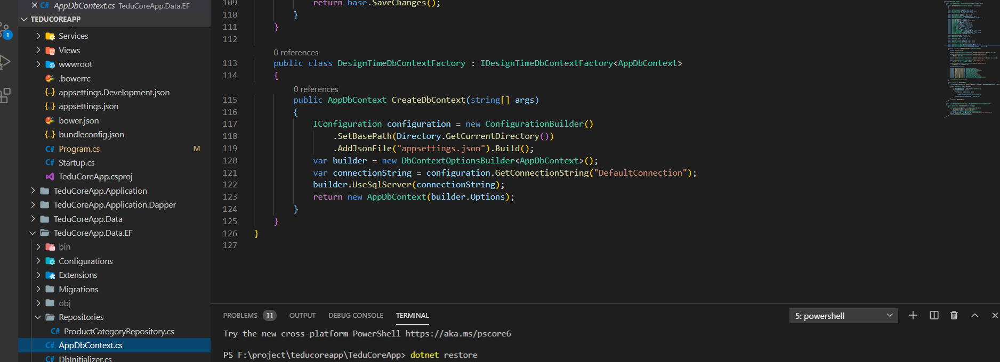 AppDbContext.cs TeduCoreApp.Data.EF
TEDUCOREAPP
1
Services
Views
wwwroot
.bowerrc
{..} appsettings.Development.json
{..} appsettings.json
bower.json
{..} bundleconfig.json
C# Program.cs M
C# Startup.cs
TeduCoreApp.csproj
TeduCoreApp.Application
TeduCoreApp.Application.Dapper
TeduCoreApp.Data
TeduCoreApp.Data.EF
bin
Configurations
Extensions
Migrations
obj
Repositories
C# ProductCategoryRepository.cs
C# AppDbContext.cs
C# DbInitializer.cs
109 return base.SaveChanges();
110 }
111 }
112
0 references
113 public class DesignTimeDbContextFactory : IDesignTimeDbContextFactory<AppDbContext>
114 {
0 references
115 public AppDbContext CreateDbContext(string[] args)
116 {
117 IConfiguration configuration = new ConfigurationBuilder()
118 .SetBasePath(Directory.GetCurrentDirectory())
119 .AddJsonFile("appsettings.json").Build();
120 var builder = new DbContextOptionsBuilder<AppDbContext>();
121 var connectionString = configuration.GetConnectionString("DefaultConnection");
122 builder.UseSqlServer(connectionString);
123 return new AppDbContext(builder.Options);
124 }
125 }
126 }
127
PROBLEMS 11 OUTPUT DEBUG CONSOLE TERMINAL 5: powershell
Try the new cross-platform PowerShell https://aka.ms/pscore6
PS F:\project\teducoreapp\TeduCoreApp> dotnet restore